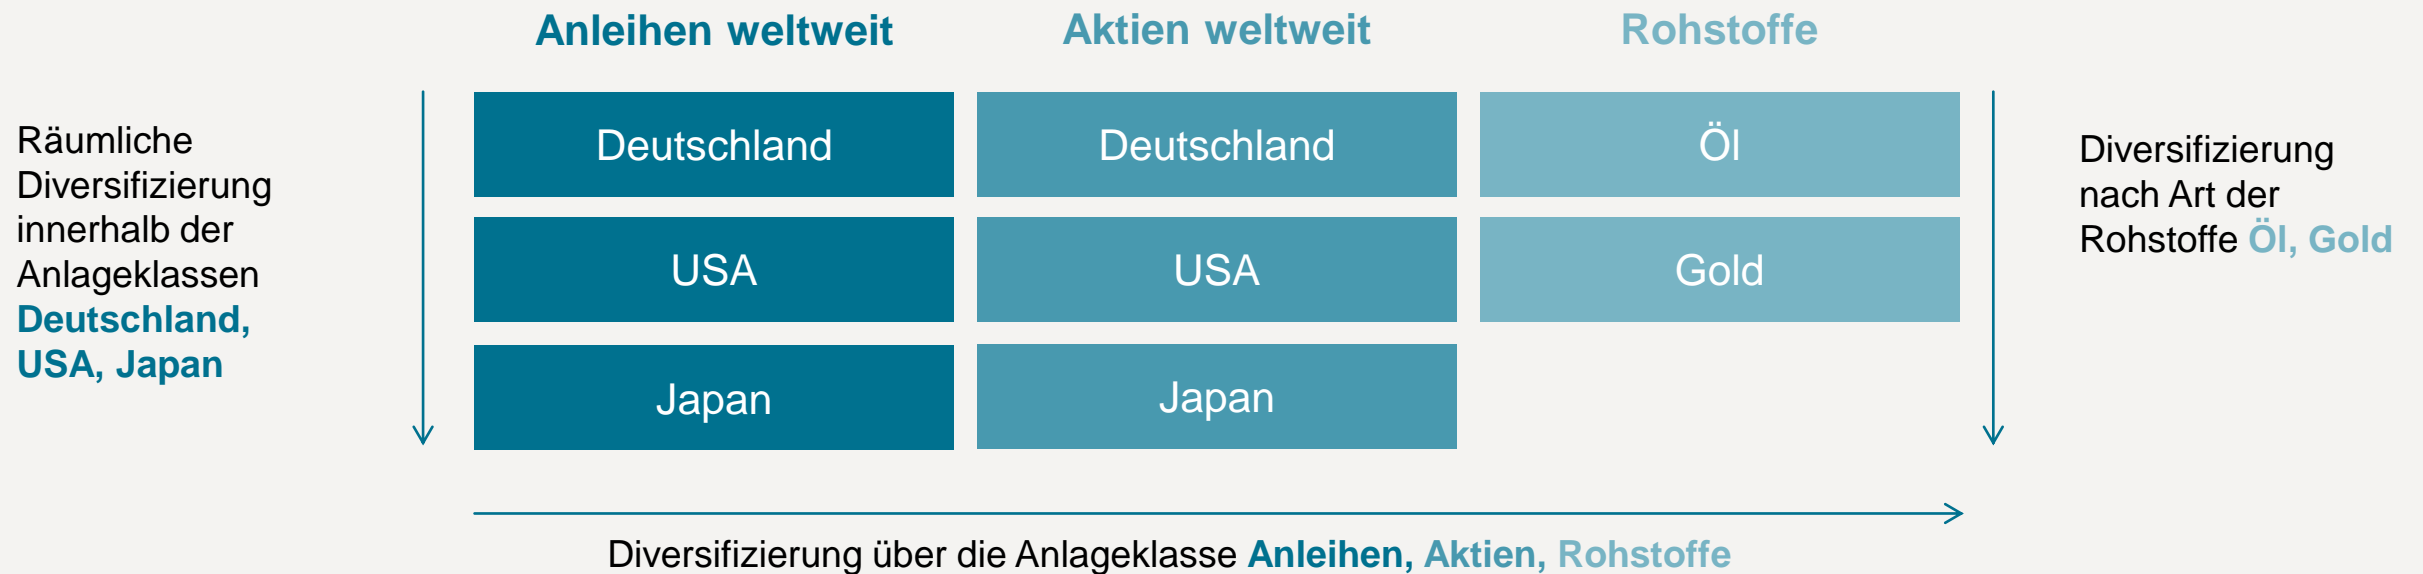 Anleihen weltweit
Aktien weltweit
Rohstoffe
Räumliche
Diversifizierung
innerhalb der
Anlageklassen
Deutschland,
USA, Japan
Deutschland
Deutschland
Öl
USA
USA
Gold
Japan
Japan
Diversifizierung
nach Art der
Rohstoffe Öl, Gold
Diversifizierung über die Anlageklasse Anleihen, Aktien, Rohstoffe